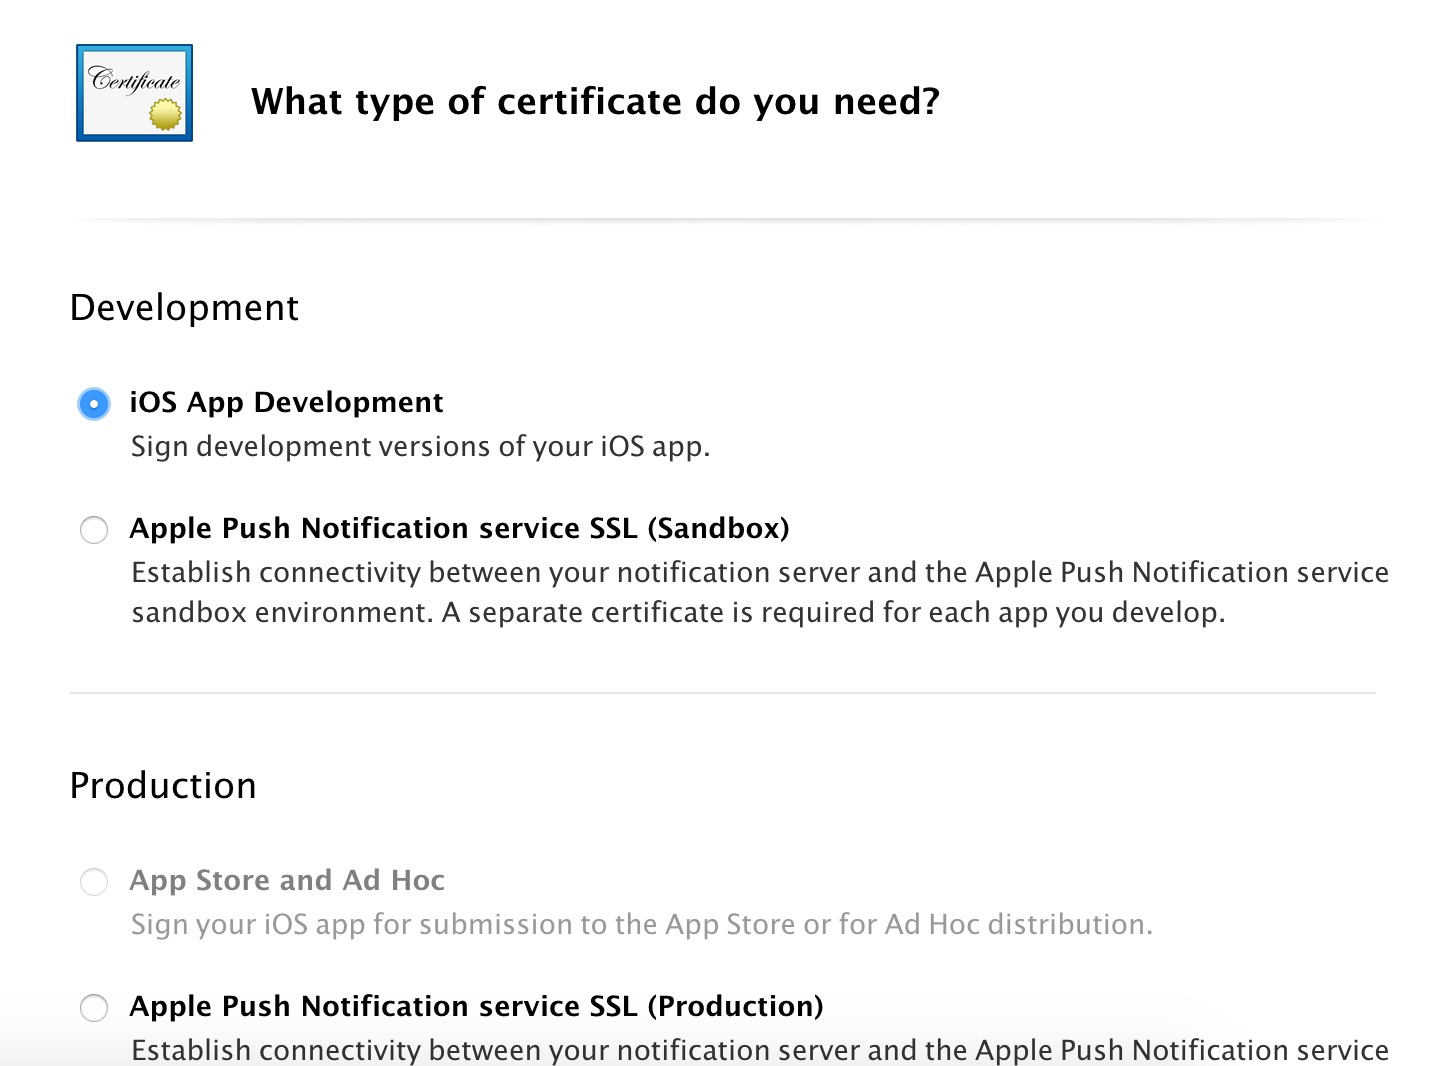 Certificate
What type of certificate do you need?
Development
iOS App Development
Sign development versions of your iOS app.
Apple Push Notification service SSL (Sandbox)
Establish connectivity between your notification server and the Apple Push Notification service
sandbox environment. A separate certificate is required for each app you develop.
Production
App Store and Ad Hoc
Sign your iOS app for submission to the App Store or for Ad Hoc distribution.
Apple Push Notification service SSL (Production)
Establish connectivity between your notification server and the Apple Push Notification service